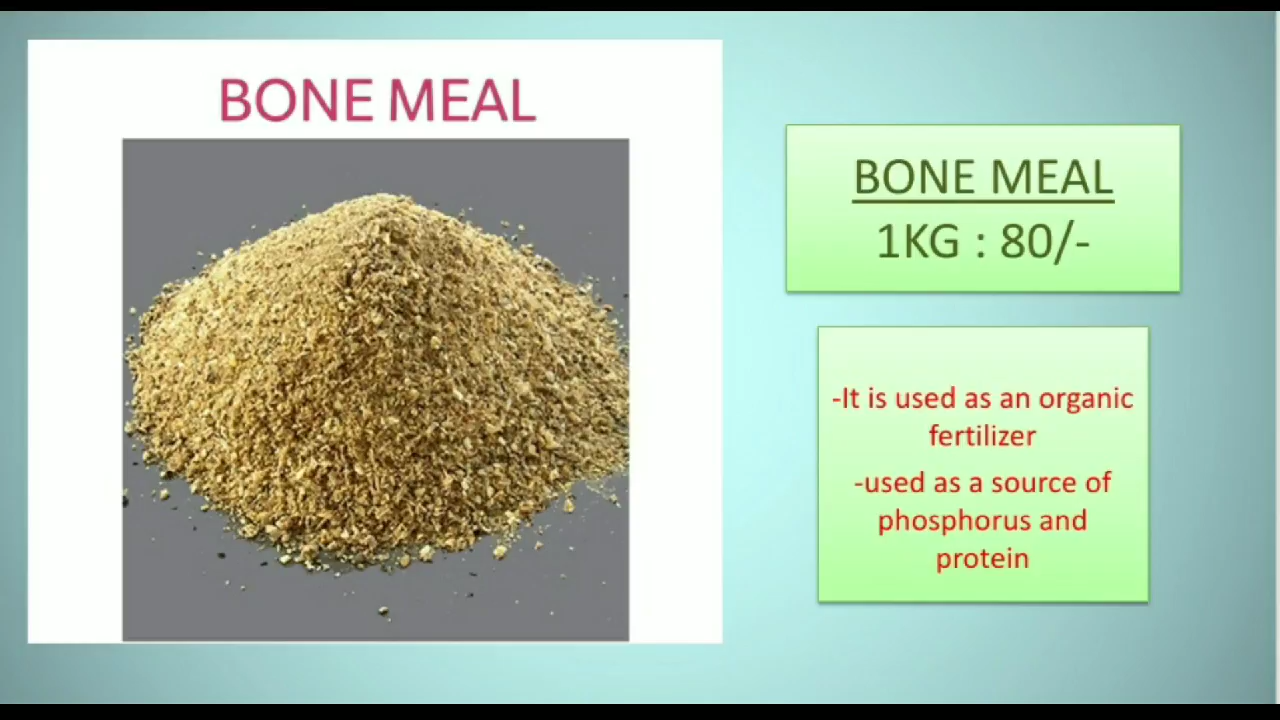 BONE MEAL
BONE MEAL
1KG : 80/-
-It is used as an organic
fertilizer
-used as a source of
phosphorus and
protein